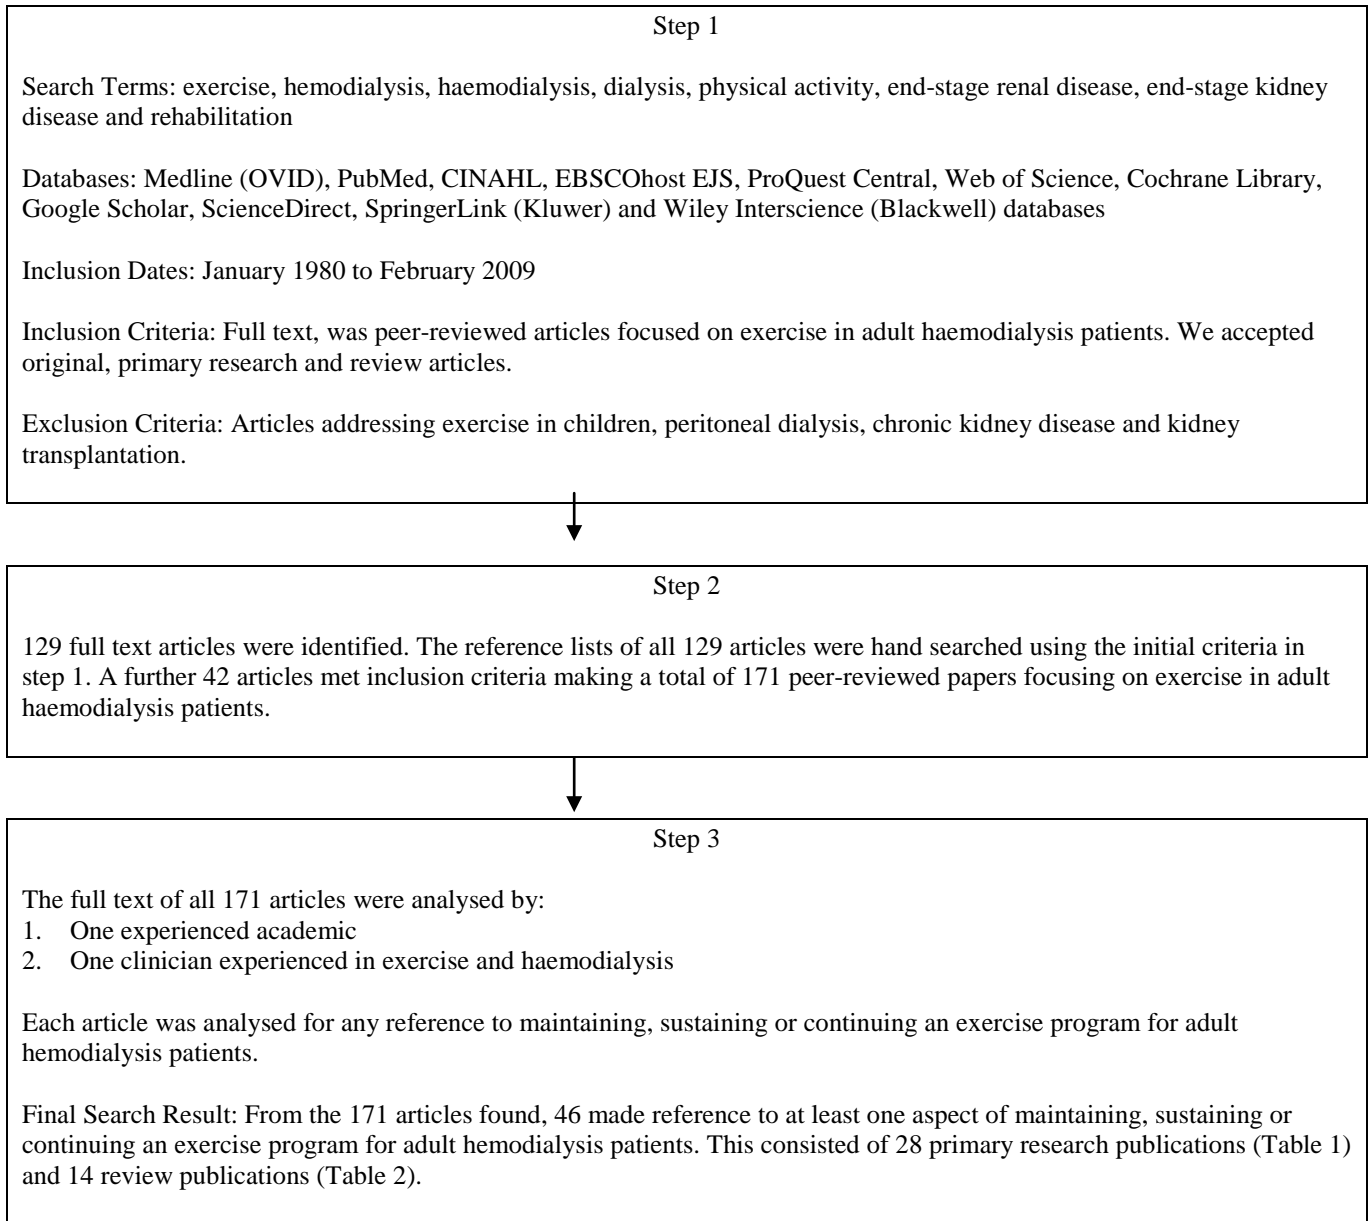 Step 1
Search Terms: exercise, hemodialysis, haemodialysis, dialysis, physical activity, end-stage renal disease, end-stage kidney
disease and rehabilitation
Databases: Medline (OVID), PubMed, CINAHL, EBSCOhost EJS, ProQuest Central, Web of Science, Cochrane Library,
Google Scholar, ScienceDirect, SpringerLink (Kluwer) and Wiley Interscience (Blackwell) databases
Inclusion Dates: January 1980 to February 2009
Inclusion Criteria: Full text, was peer-reviewed articles focused on exercise in adult haemodialysis patients. We accepted
original, primary research and review articles.
Exclusion Criteria: Articles addressing exercise in children, peritoneal dialysis, chronic kidney disease and kidney
transplantation.
Step 2
129 full text articles were identified. The reference lists of all 129 articles were hand searched using the initial criteria in
step 1. A further 42 articles met inclusion criteria making a total of 171 peer-reviewed papers focusing on exercise in adult
haemodialysis patients.
Step 3
The full text of all 171 articles were analysed by:
1. One experienced academic
2. One clinician experienced in exercise and haemodialysis
Each article was analysed for any reference to maintaining, sustaining or continuing an exercise program for adult
hemodialysis patients.
Final Search Result: From the 171 articles found, 46 made reference to at least one aspect of maintaining, sustaining or
continuing an exercise program for adult hemodialysis patients. This consisted of 28 primary research publications (Table 1)
and 14 review publications (Table 2).